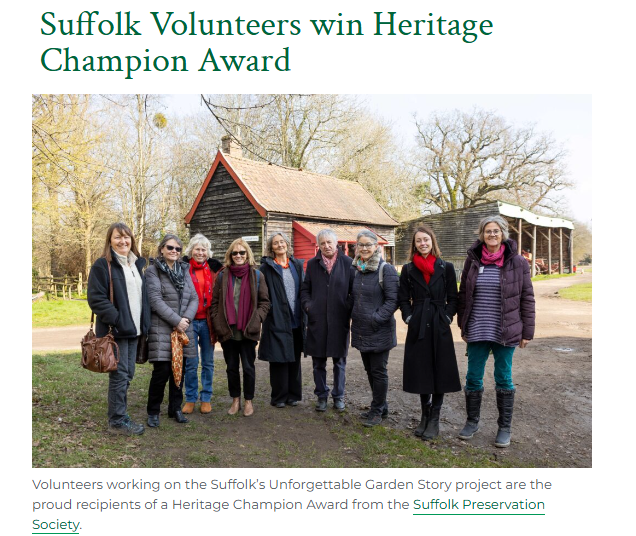 Suffolk Volunteers win Heritage
Champion Award
Volunteers working on the Suffolk's Unforgettable Garden Story project are the
proud recipients of a Heritage Champion Award from the Suffolk Preservation
Society.